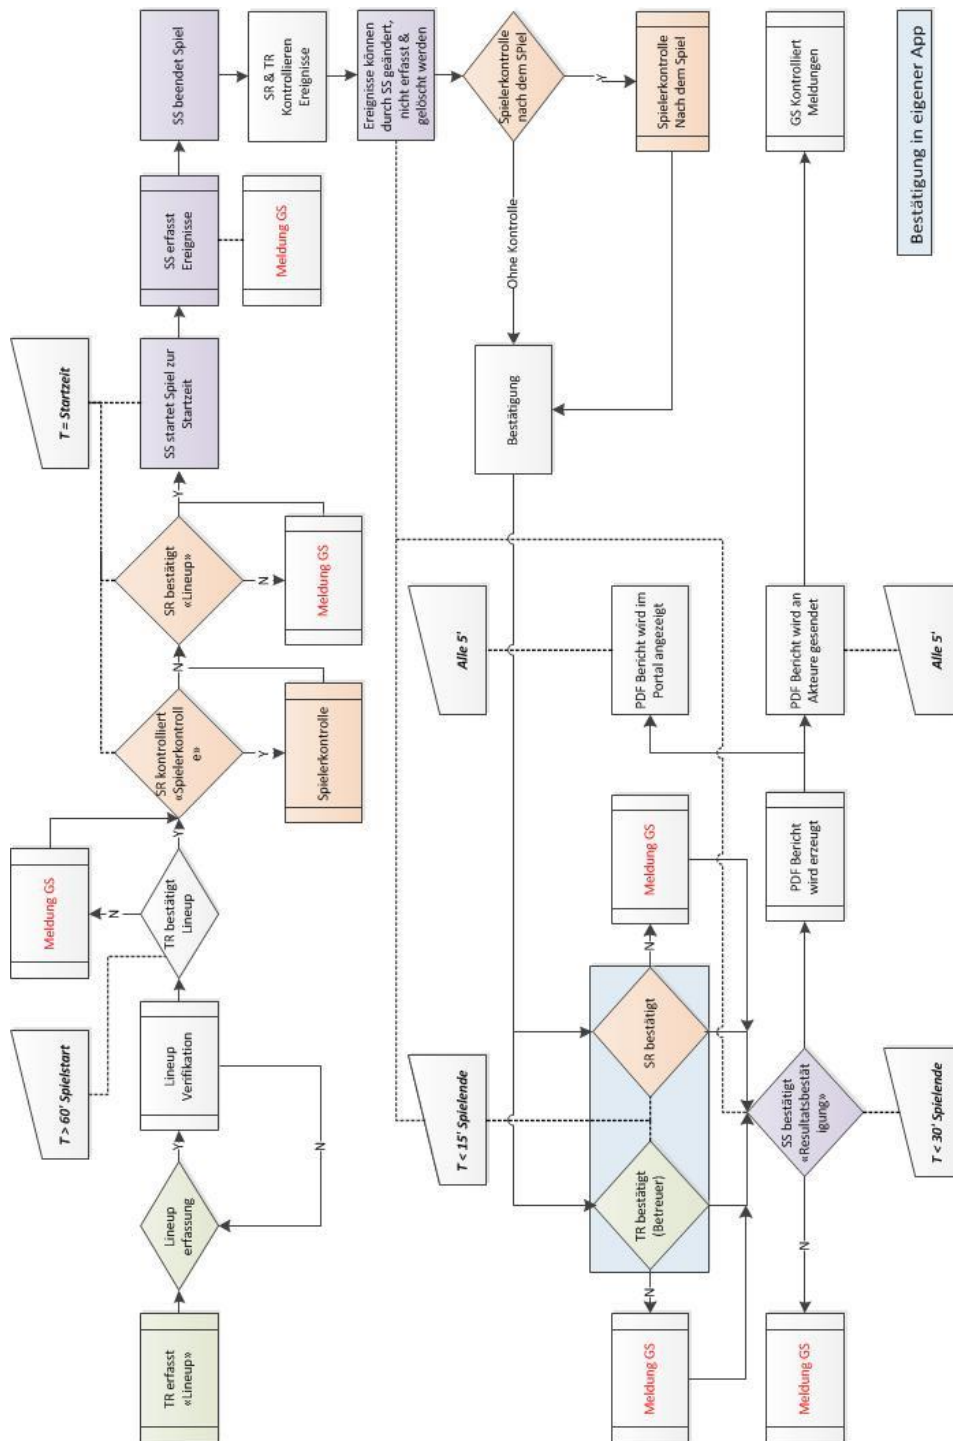 TR erfasst
«Lineup»
Lineup
erfassung
Y
N
Lineup
Verifikation
T > 60' Spielstart
TR bestätigt
Lineup
N
Meldung GS
Y
SR kontrolliert
«Spielerkontroll
e»
Y
Spielerkontrolle
N
SR bestätigt
«Lineup»
N
Meldung GS
Y
T = Startzeit
SS startet Spiel zur
Startzeit
SS erfasst
Ereignisse
Meldung GS
SS beendet Spiel
SR & TR
Kontrollieren
Ereignisse
Ereignisse können
durch SS geändert,
nicht erfasst &
gelöscht werden
Spielerkontrolle
nach dem SPiel
Y
Spielerkontrolle
Nach dem Spiel
Ohne Kontrolle
Bestätigung
T < 15' Spielende
TR bestätigt
(Betreuer)
N
Meldung GS
SR bestätigt
N
Meldung GS
SS bestätigt
«Resultatsbestät
igung»
N
Meldung GS
T < 30' Spielende
PDF Bericht
wird erzeugt
PDF Bericht wird im
Portal angezeigt
Alle 5'
PDF Bericht wird an
Akteure gesendet
Alle 5'
GS Kontrolliert
Meldungen
Bestätigung in eigener App